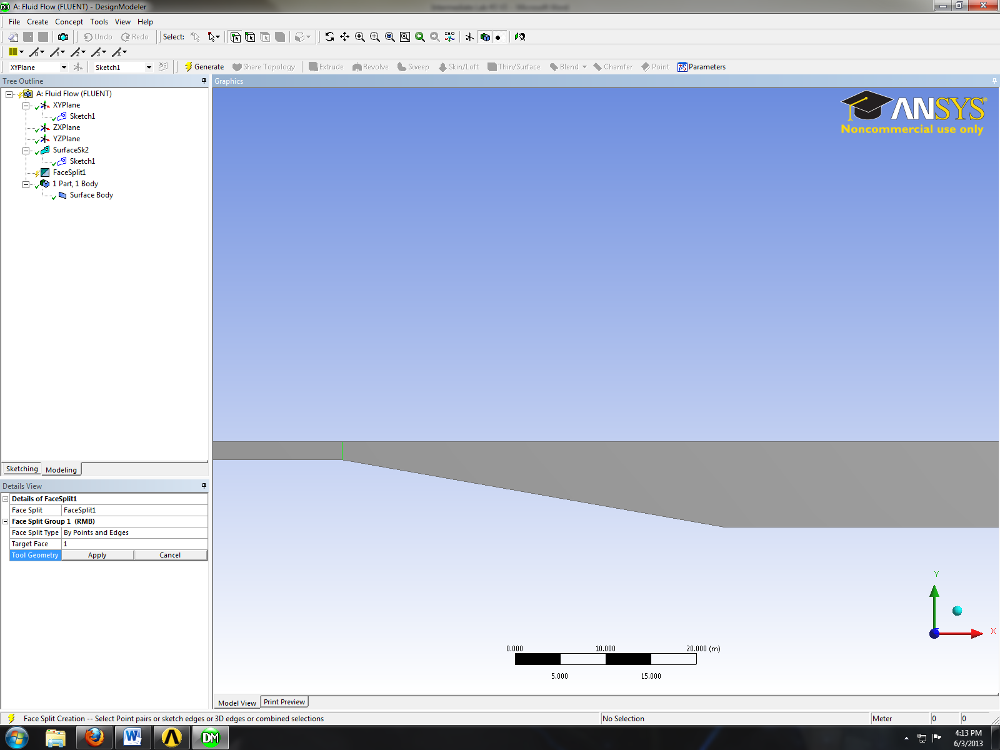 A: Fluid Flow (FLUENT) - DesignModeler
File Create Concept Tools View Help
Undo Redo Select: ISO
XYPlane Sketch1 Generate Share Topology Extrude Revolve Sweep Skin/Loft Thin/Surface Blend Chamfer Point Parameters
Tree Outline
A: Fluid Flow (FLUENT)
XYPlane
Sketch1
ZXPlane
YZPlane
SurfaceSk2
Sketch1
FaceSplit1
1 Part, 1 Body
Surface Body
Sketching Modeling
Details View
Details of FaceSplit1
Face Split FaceSplit1
Face Split Group 1 (RMB)
Face Split Type By Points and Edges
Target Face 1
Tool Geometry Apply Cancel
Graphics
ANSYS
Noncommercial use only
Y
X
0.000 10.000 20.000 (m)
5.000 15.000
Model View Print Preview
Face Split Creation -- Select Point pairs or sketch edges or 3D edges or combined selections No Selection Meter 0 0
DM
4:13 PM
6/3/2013